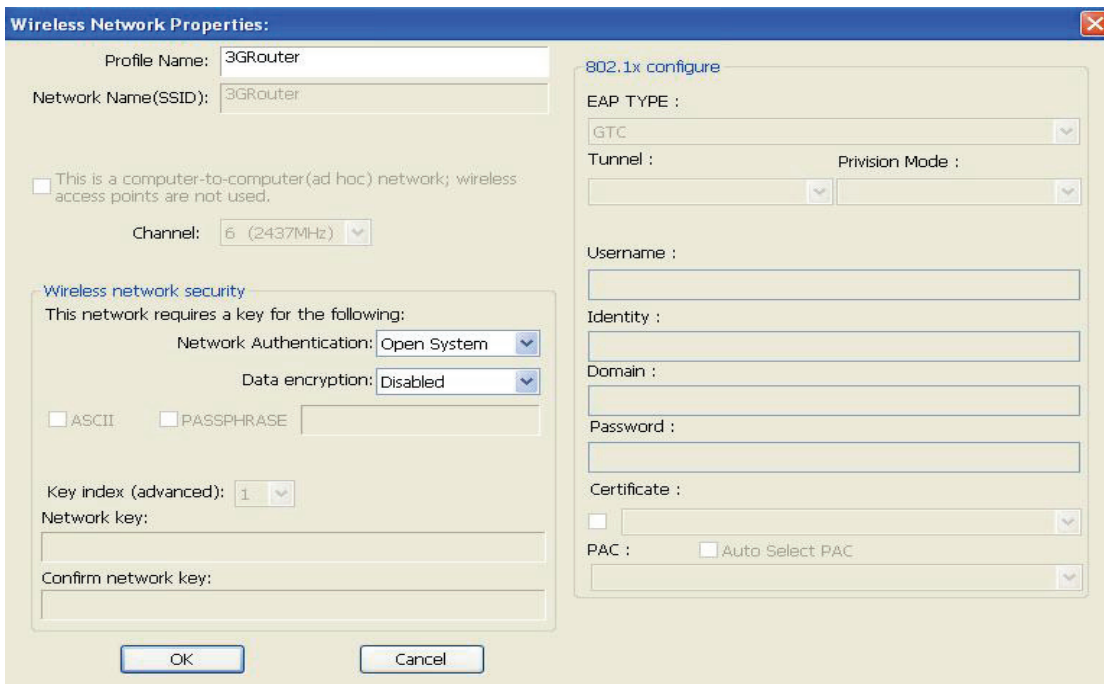 Wireless Network Properties:
Profile Name: 3GRouter
Network Name(SSID): 3GRouter
This is a computer-to-computer(ad hoc) network; wireless
access points are not used.
Channel: 6 (2437MHz)
Wireless network security
This network requires a key for the following:
Network Authentication: Open System
Data encryption: Disabled
ASCII PASSPHRASE
Key index (advanced): 1
Network key:
Confirm network key:
OK Cancel
802.1x configure
EAP TYPE :
GTC
Tunnel : Privision Mode :
Username :
Identity :
Domain :
Password :
Certificate :
PAC : Auto Select PAC